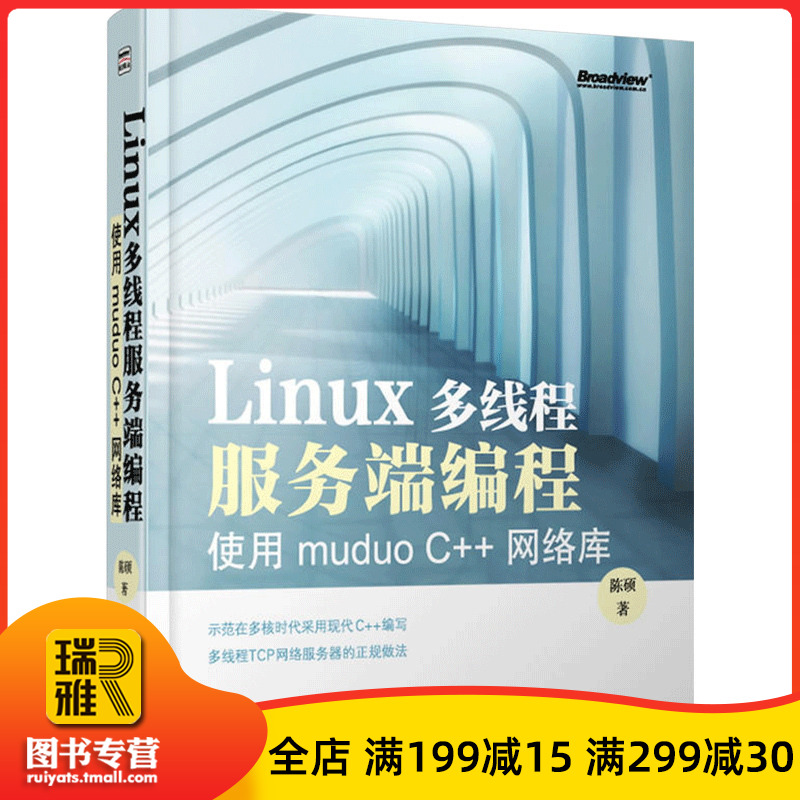 Broadview
www.broadview.com.cn
Linux多线程服务端编程
使用 muduo C++ 网络库
陈硕
著
Linux 多线程
服务端编程
使用 muduo C++ 网络库
陈硕
著
示范在多核时代采用现代 C++编写
多线程TCP网络服务器的正规做法
瑞雅
R
图书专营
ruiyats.tmall.com
全店 满199减15 满299减30